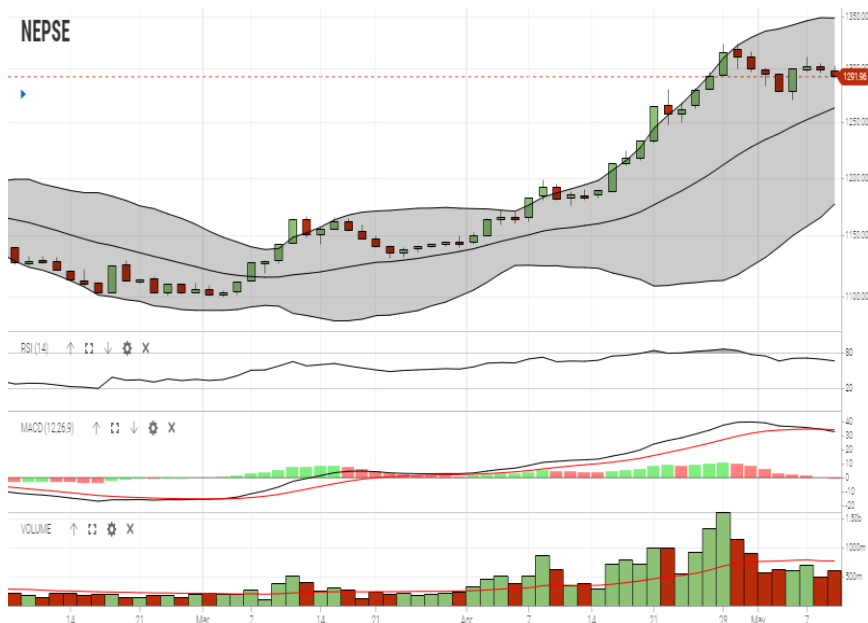 NEPSE
1350.00
1300.00
1291.96
1250.00
1200.00
1150.00
1100.00
RSI (14)
80
20
MACD (12,26,9)
40
30
20
10
0
-10
-20
VOLUME
1.50b
1000m
500m
14 21 Mar 7 14 21 Apr 7 14 21 28 May 7